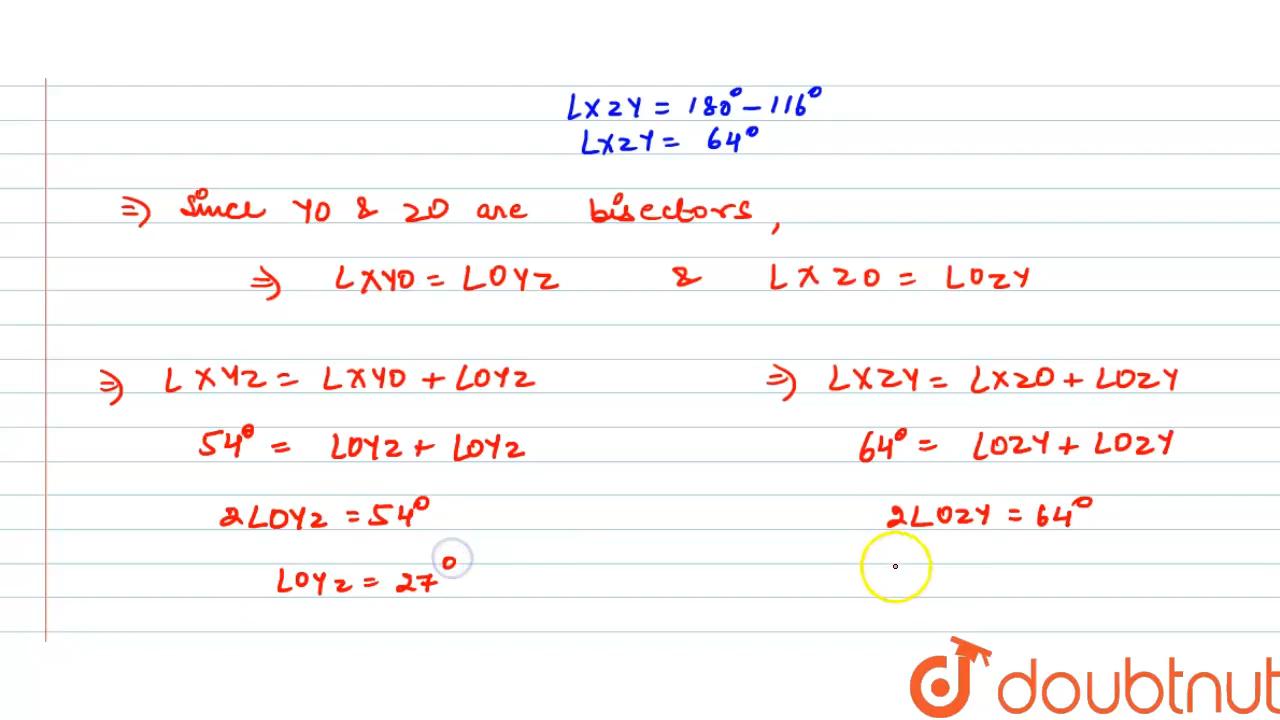 ∠XZY = 180° - 116°
∠XZY = 64°
⇒) Since YO & ZO are bisectors,
⇒) ∠XYO = ∠OYZ & ∠XZO = ∠OZY
⇒) ∠XYZ = ∠XYO + ∠OYZ ⇒) ∠XZY = ∠XZO + ∠OZY
54° = ∠OYZ + ∠OYZ 64° = ∠OZY + ∠OZY
2∠OYZ = 54° 2∠OZY = 64°
∠OYZ = 27°
doubtnut